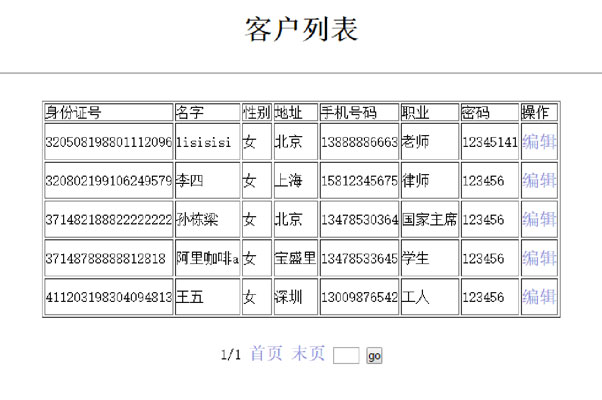 客户列表
身份证号 名字 性别 地址 手机号码 职业 密码 操作
320508198801112096 lisisisi 女 北京 13888886663 老师 12345141 编辑
320802199106249579 李四 女 上海 15812345675 律师 123456 编辑
371482188822222222 孙栋梁 女 北京 13478530364 国家主席 123456 编辑
37148788888812818 阿里咖啡a 女 宝盛里 13478533645 学生 123456 编辑
411203198304094813 王五 女 深圳 13009876542 工人 123456 编辑
1/1 首页 末页 go